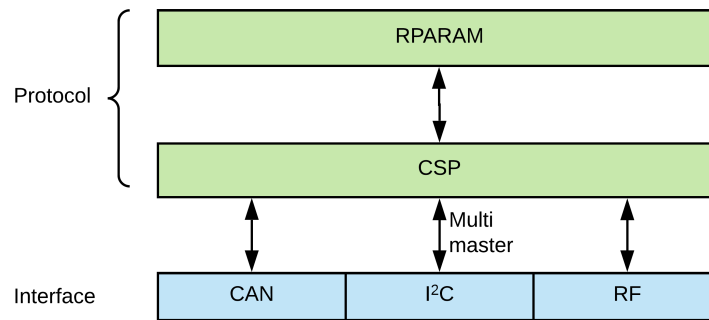 RPARAM
Protocol
CSP
Multi
master
Interface
CAN
I²C
RF